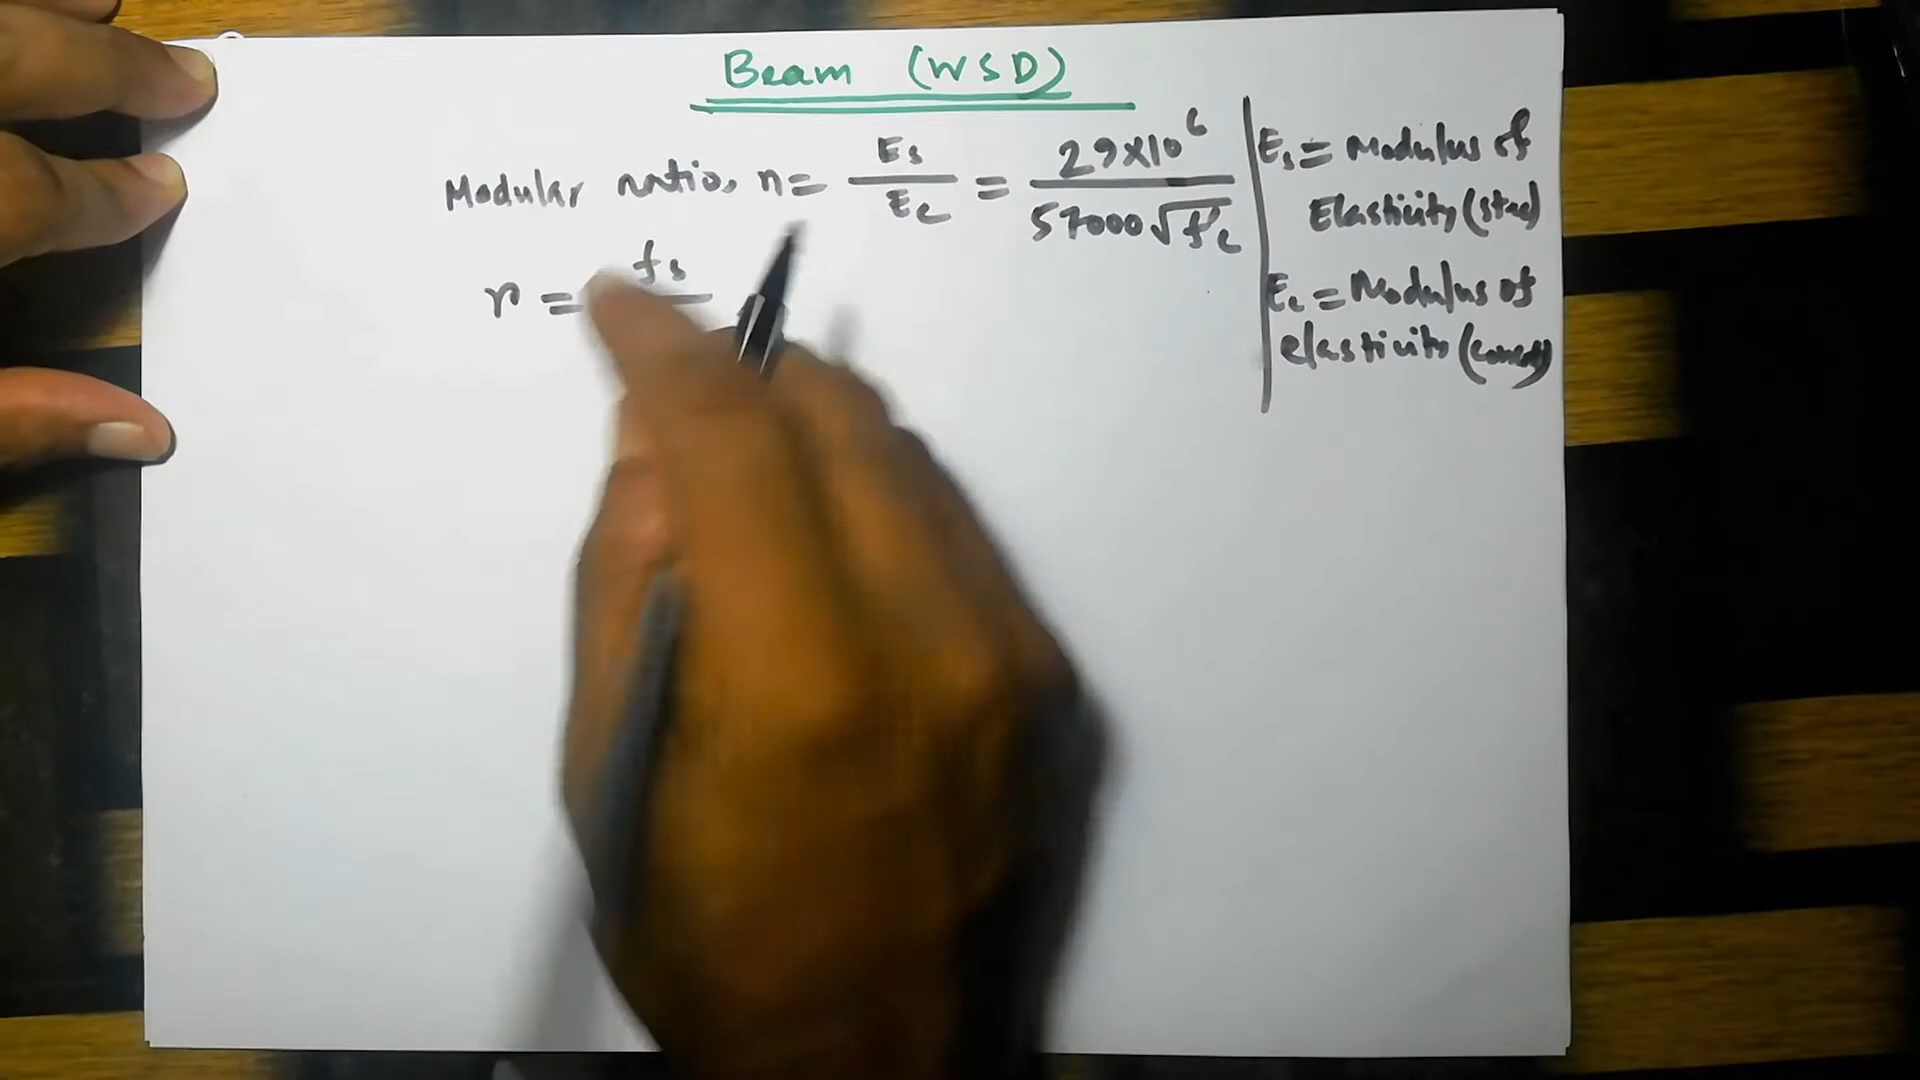 Beam (WSD)
Modular ratio, n = Es / Ec = 29×10^6 / 57000√f'c
r = fs /
Es = Modulus of
Elasticity (steel)
Ec = Modulus of
elasticity